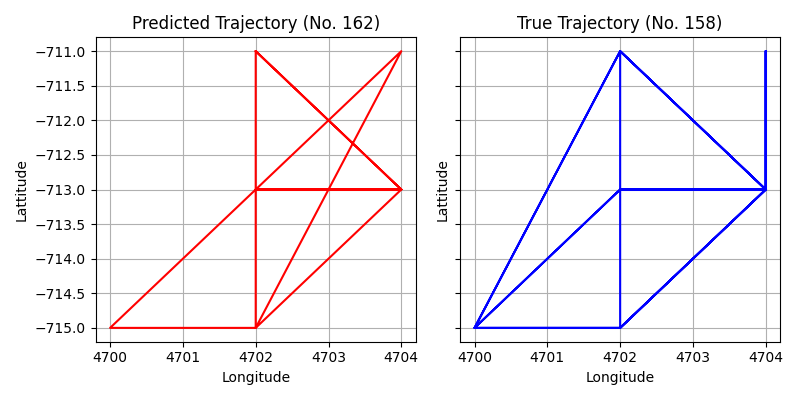 Predicted Trajectory (No. 162)
True Trajectory (No. 158)
Lattitude
−711.0
−711.5
−712.0
−712.5
−713.0
−713.5
−714.0
−714.5
−715.0
4700 4701 4702 4703 4704
Longitude
Lattitude
4700 4701 4702 4703 4704
Longitude